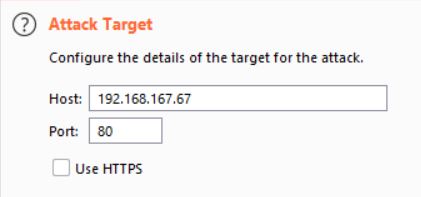 ? Attack Target
Configure the details of the target for the attack.
Host: 192.168.167.67
Port: 80
Use HTTPS